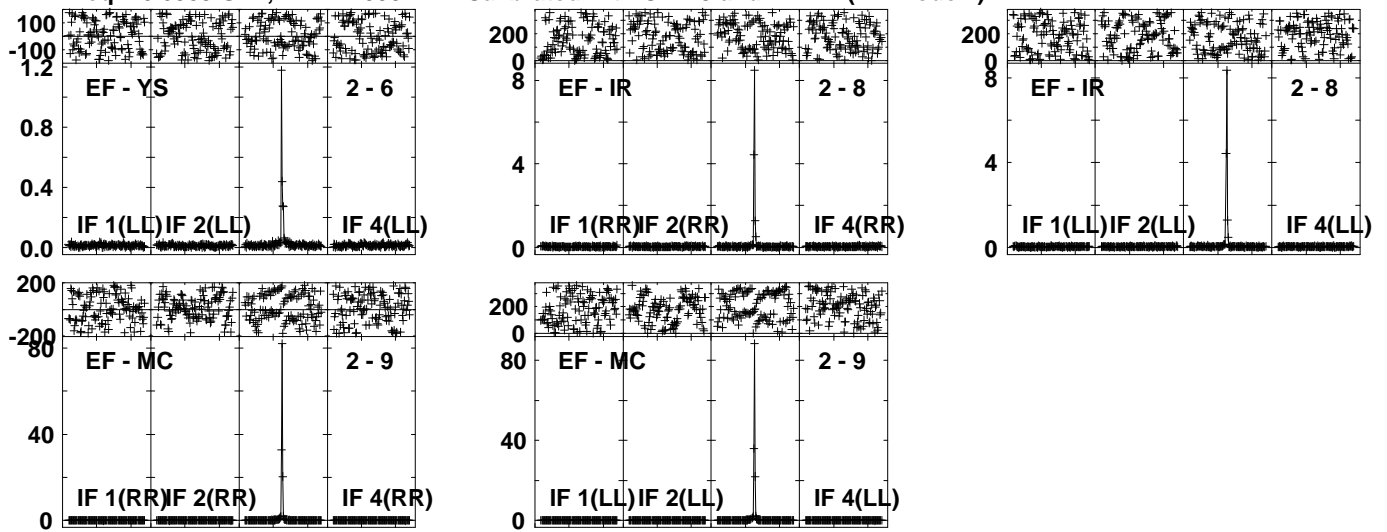 100
-100
1.2
0.8
0.4
0.0
EF - YS
2 - 6
IF 1(LL)
IF 2(LL)
IF 4(LL)
200
0
8
4
0
EF - IR
2 - 8
IF 1(RR)
IF 2(RR)
IF 4(RR)
200
0
8
4
0
EF - IR
2 - 8
IF 1(LL)
IF 2(LL)
IF 4(LL)
200
-200
80
40
0
EF - MC
2 - 9
IF 1(RR)
IF 2(RR)
IF 4(RR)
200
0
80
40
0
EF - MC
2 - 9
IF 1(LL)
IF 2(LL)
IF 4(LL)